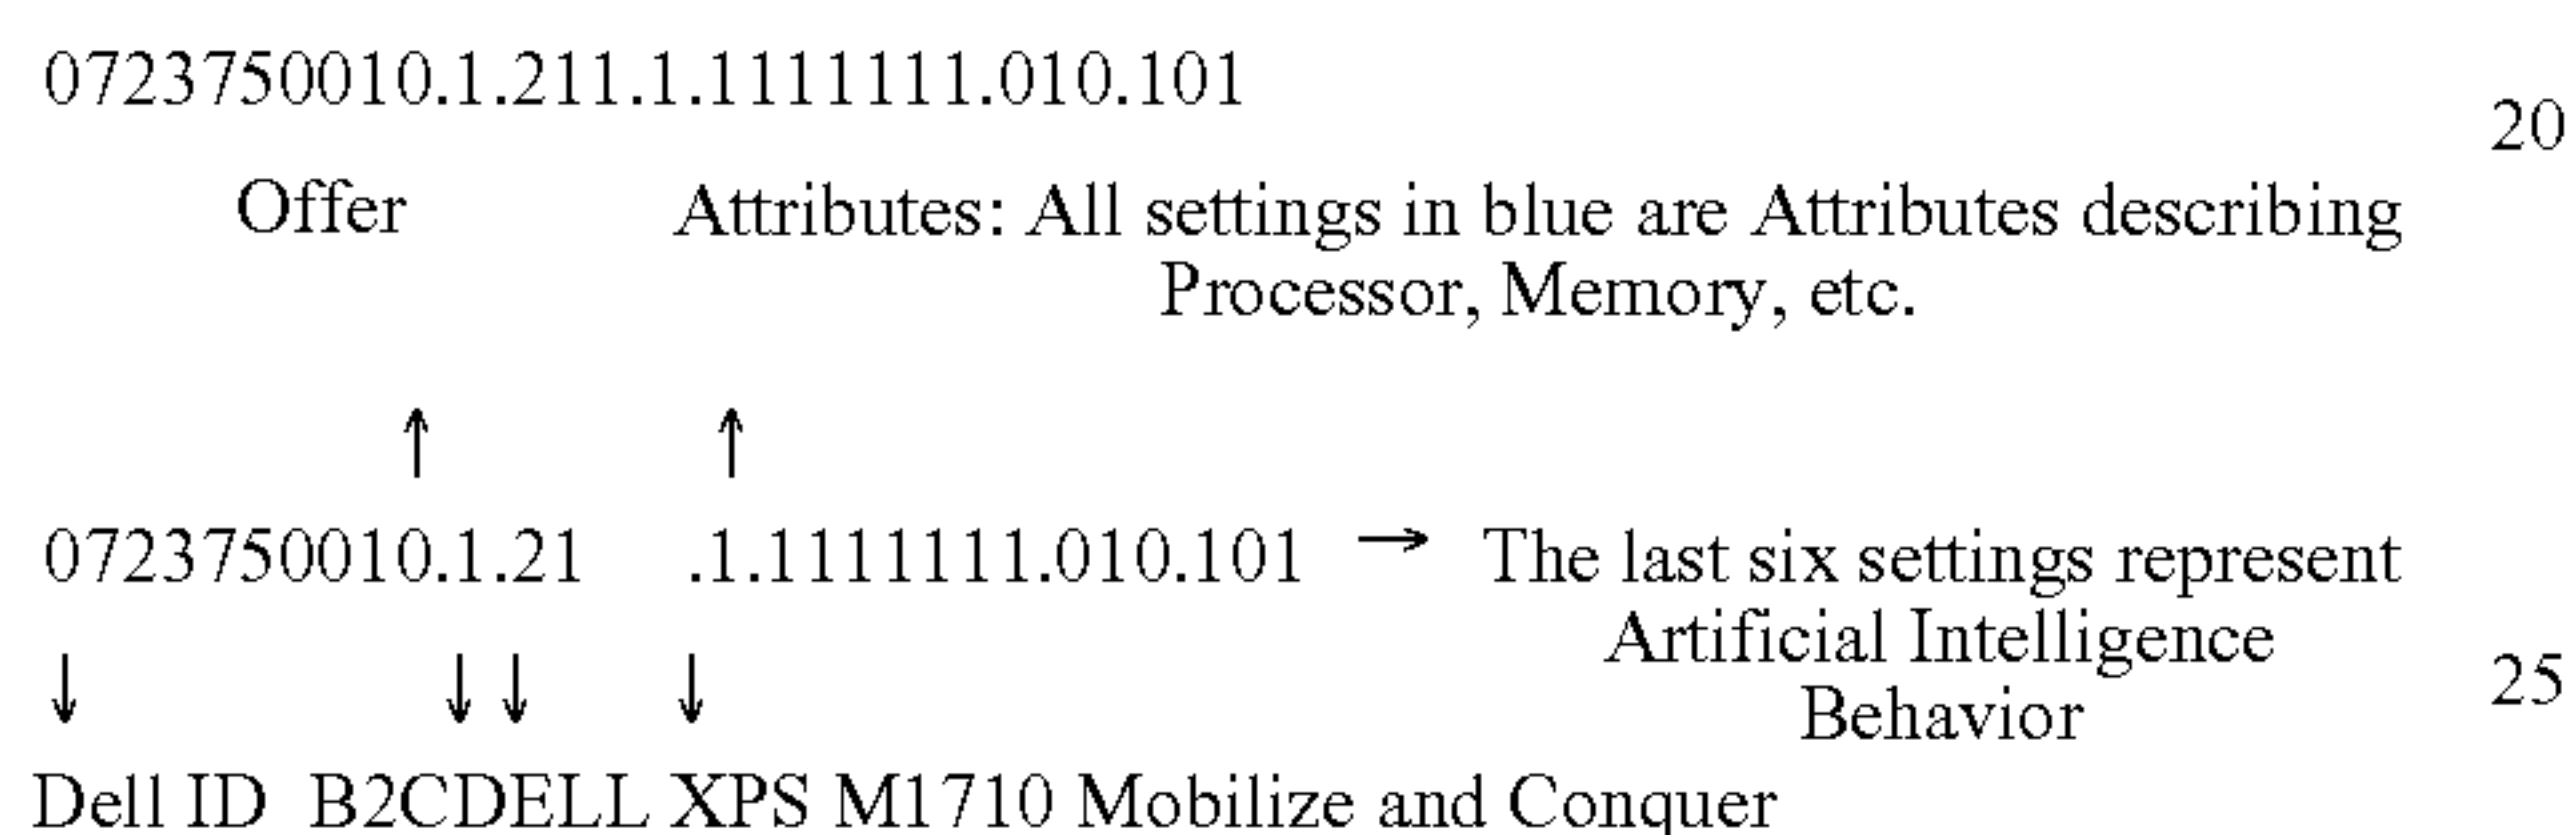 0723750010.1.211.1.1111111.010.101
20
Offer Attributes: All settings in blue are Attributes describing
Processor, Memory, etc.
↑ ↑
0723750010.1.21 .1.1111111.010.101 → The last six settings represent
Artificial Intelligence
↓ ↓ ↓ ↓
25
Behavior
Dell ID B2CDELL XPS M1710 Mobilize and Conquer